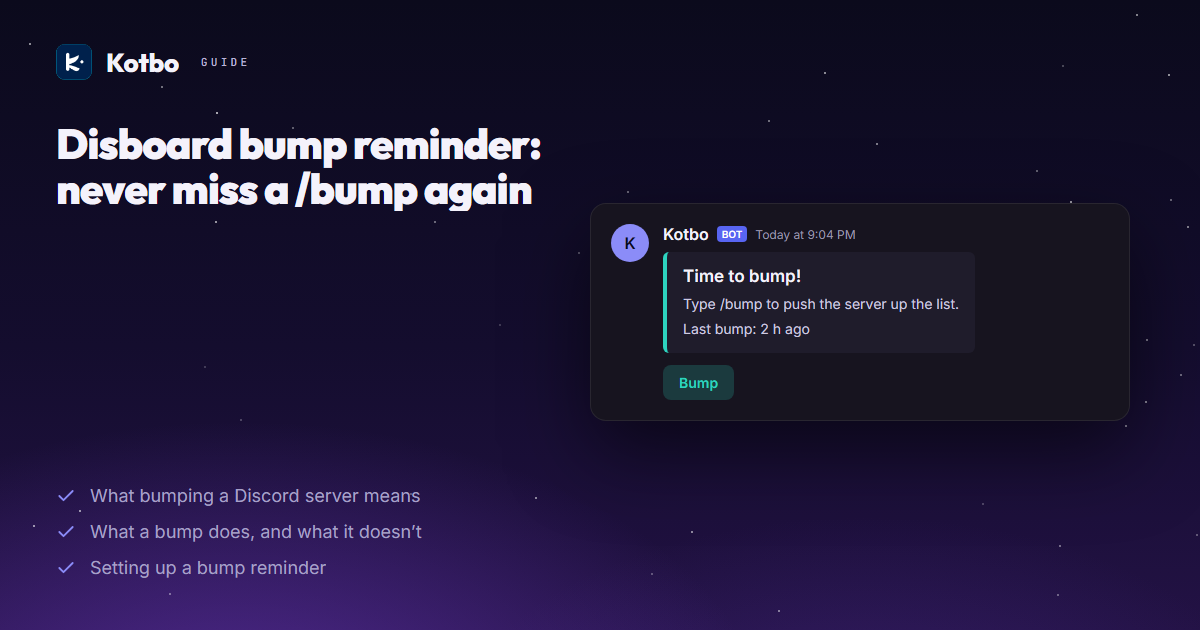 Kotbo GUIDE
Disboard bump reminder:
never miss a /bump again
K
Kotbo BOT Today at 9:04 PM
Time to bump!
Type /bump to push the server up the list.
Last bump: 2 h ago
Bump
What bumping a Discord server means
What a bump does, and what it doesn’t
Setting up a bump reminder